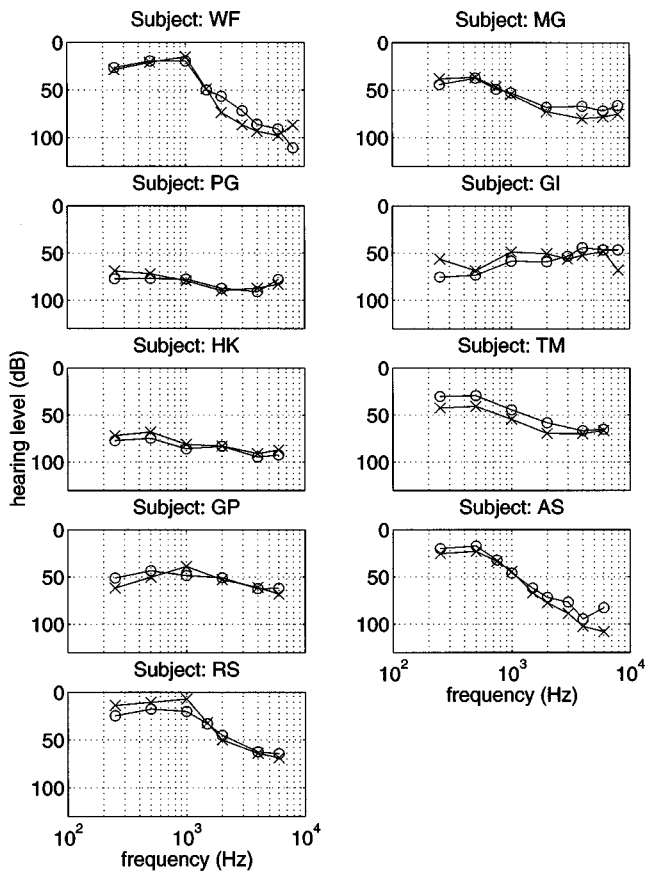 Subject: WF
Subject: MG
0
50
100
0
50
100
Subject: PG
Subject: GI
0
50
100
0
50
100
Subject: HK
Subject: TM
0
50
100
0
50
100
hearing level (dB)
Subject: GP
Subject: AS
0
50
100
0
50
100
10² 10³ 10⁴
frequency (Hz)
Subject: RS
0
50
100
10² 10³ 10⁴
frequency (Hz)